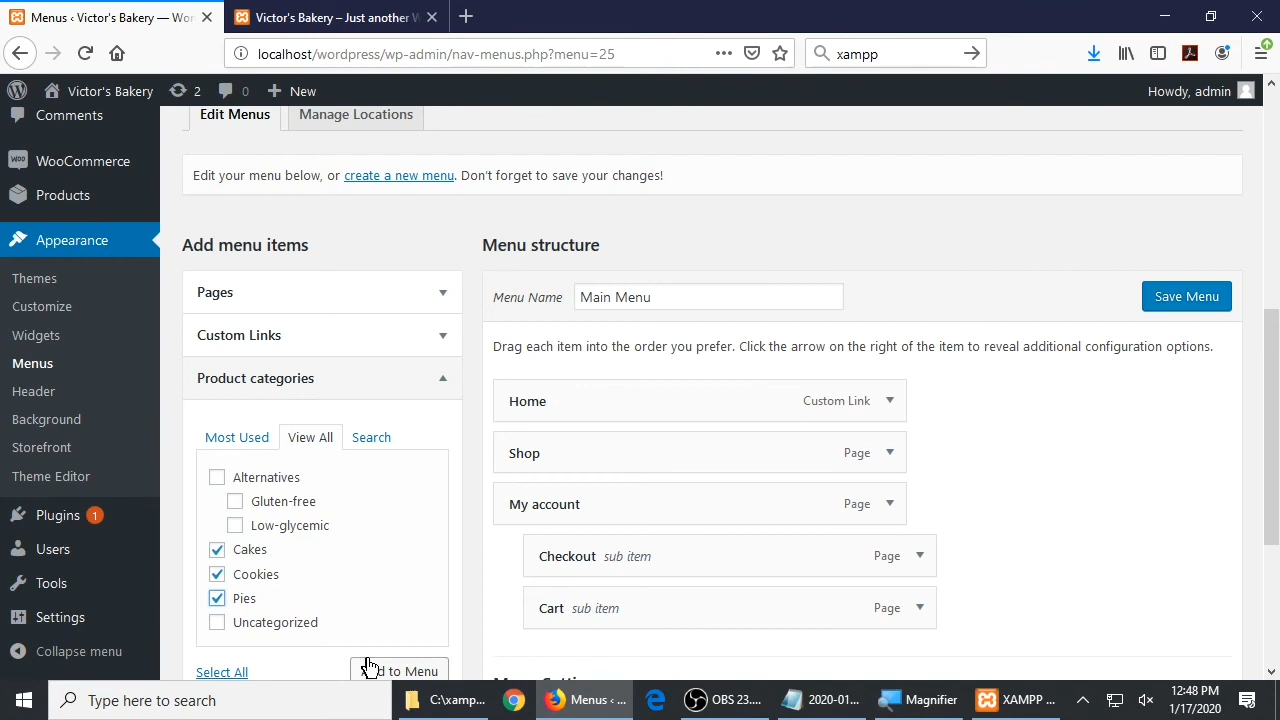 Menus ‹ Victor's Bakery — Wor
Victor's Bakery – Just another W
localhost/wordpress/wp-admin/nav-menus.php?menu=25
xampp
Victor's Bakery
2
0
New
Howdy, admin
Comments
WooCommerce
Products
Appearance
Themes
Customize
Widgets
Menus
Header
Background
Storefront
Theme Editor
Plugins 1
Users
Tools
Settings
Collapse menu
Edit Menus
Manage Locations
Edit your menu below, or create a new menu. Don't forget to save your changes!
Add menu items
Pages
Custom Links
Product categories
Most Used
View All
Search
Alternatives
Gluten-free
Low-glycemic
Cakes
Cookies
Pies
Uncategorized
Select All
to Menu
Menu structure
Menu Name
Main Menu
Save Menu
Drag each item into the order you prefer. Click the arrow on the right of the item to reveal additional configuration options.
Home
Custom Link
Shop
Page
My account
Page
Checkout sub item
Page
Cart sub item
Page
Type here to search
C:\xamp...
Menus ‹ ...
OBS 23....
2020-01...
Magnifier
XAMPP ...
12:48 PM
1/17/2020